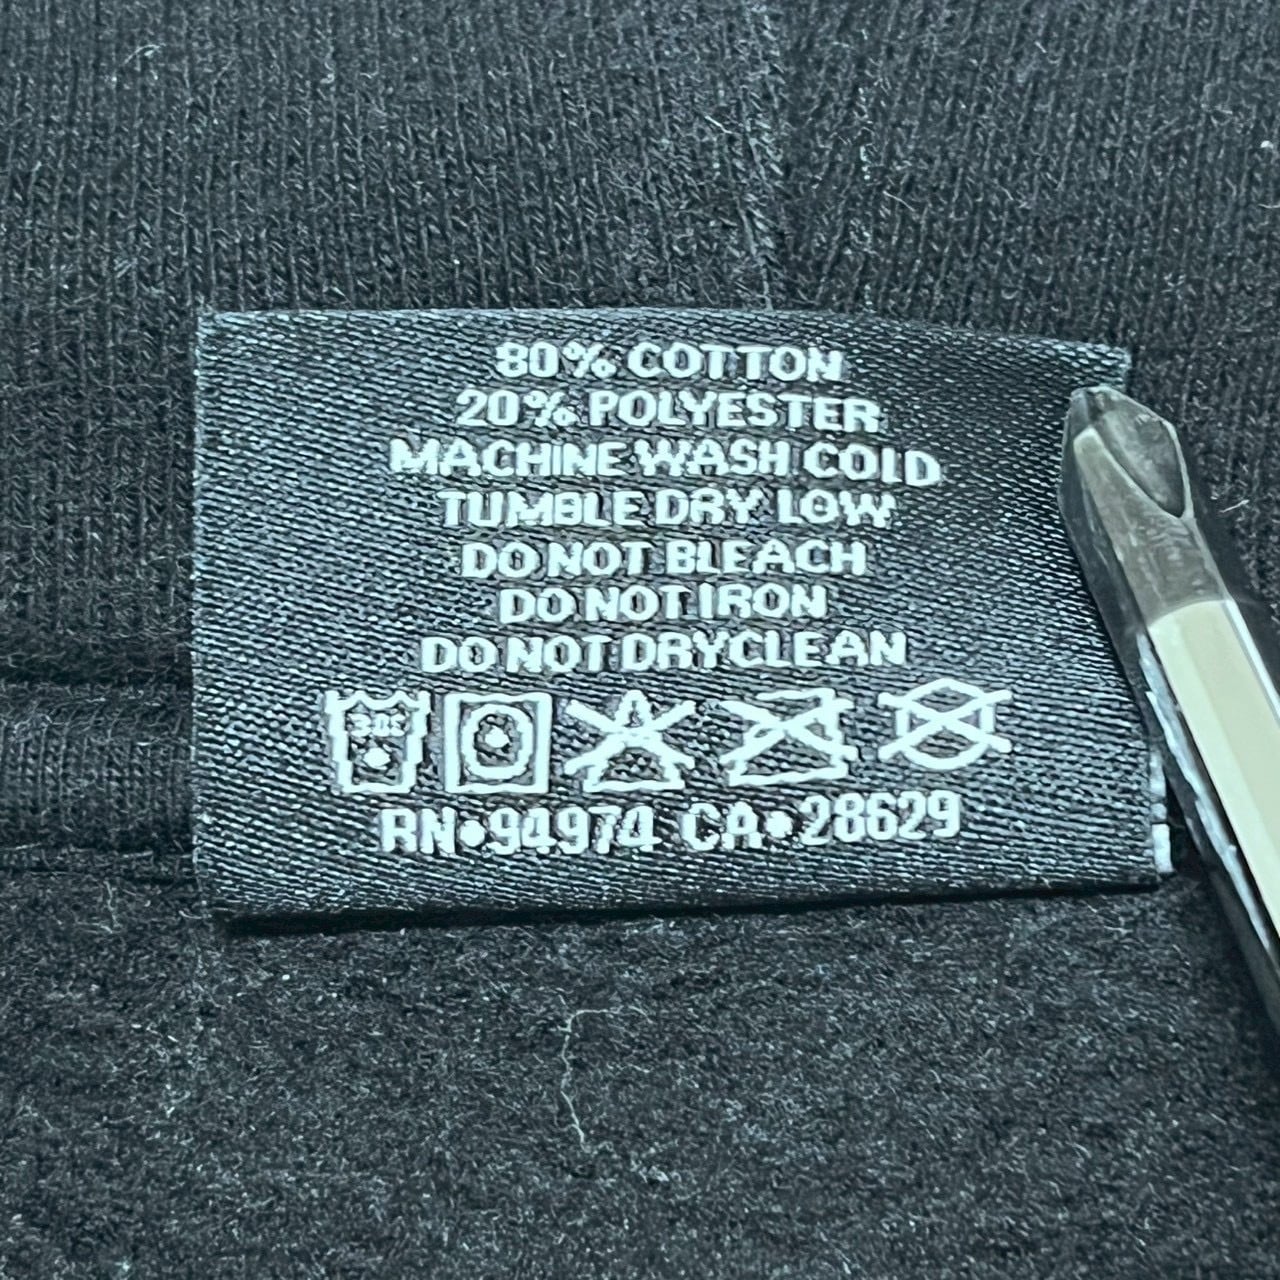 80% COTTON
20% POLYESTER
MACHINE WASH COLD
TUMBLE DRY LOW
DO NOT BLEACH
DO NOT IRON
DO NOT DRYCLEAN
RN•94974 CA•28629